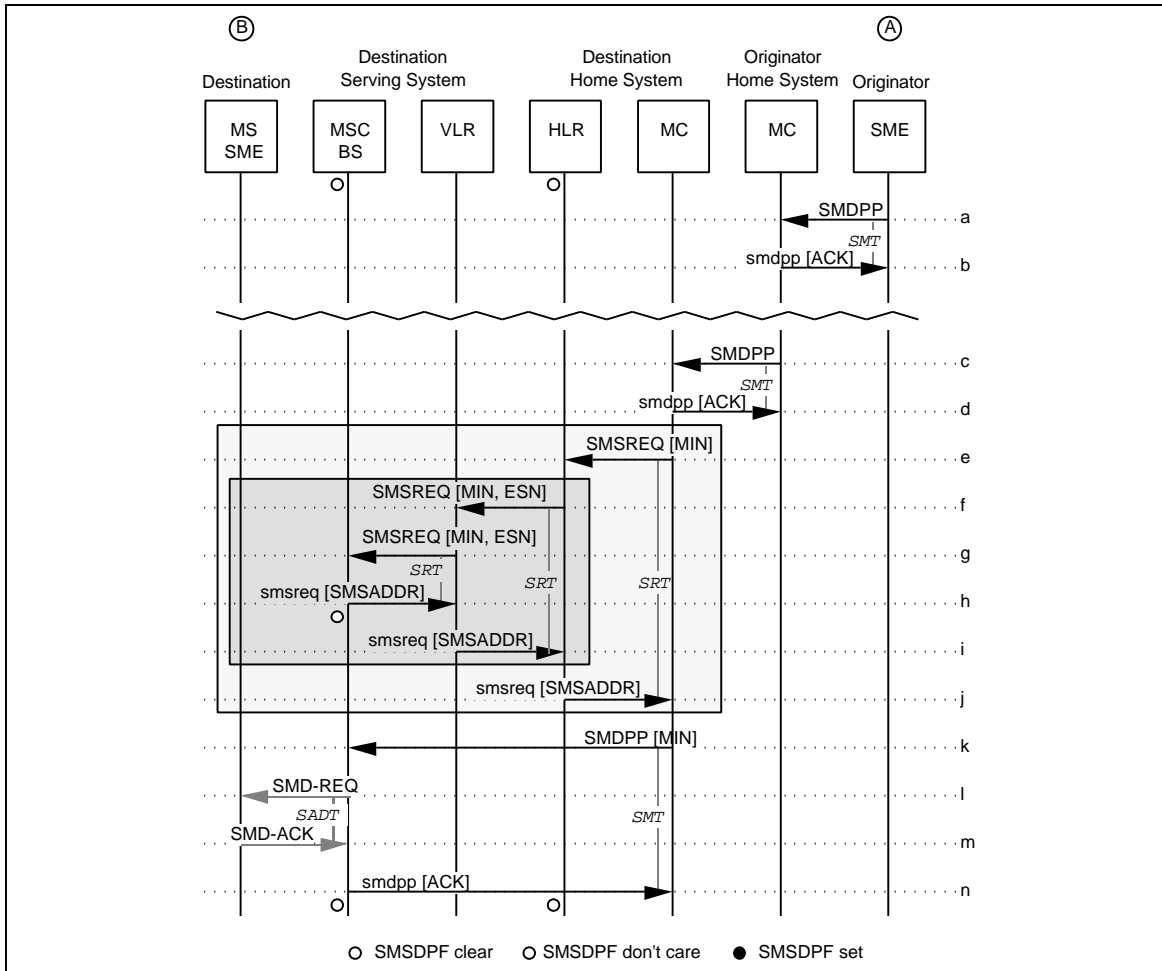 B
A
Destination
Destination
Serving System
Destination
Home System
Originator
Home System
Originator
MS
SME
MSC
BS
VLR
HLR
MC
MC
SME
SMDPP
a
SMT
smdpp [ACK]
b
SMDPP
c
SMT
smdpp [ACK]
d
SMSREQ [MIN]
e
SMSREQ [MIN, ESN]
f
SMSREQ [MIN, ESN]
g
SRT
SRT
SRT
smsreq [SMSADDR]
h
smsreq [SMSADDR]
i
smsreq [SMSADDR]
j
SMDPP [MIN]
k
SMD-REQ
l
SADT
SMT
SMD-ACK
m
smdpp [ACK]
n
SMSDPF clear
SMSDPF don't care
SMSDPF set